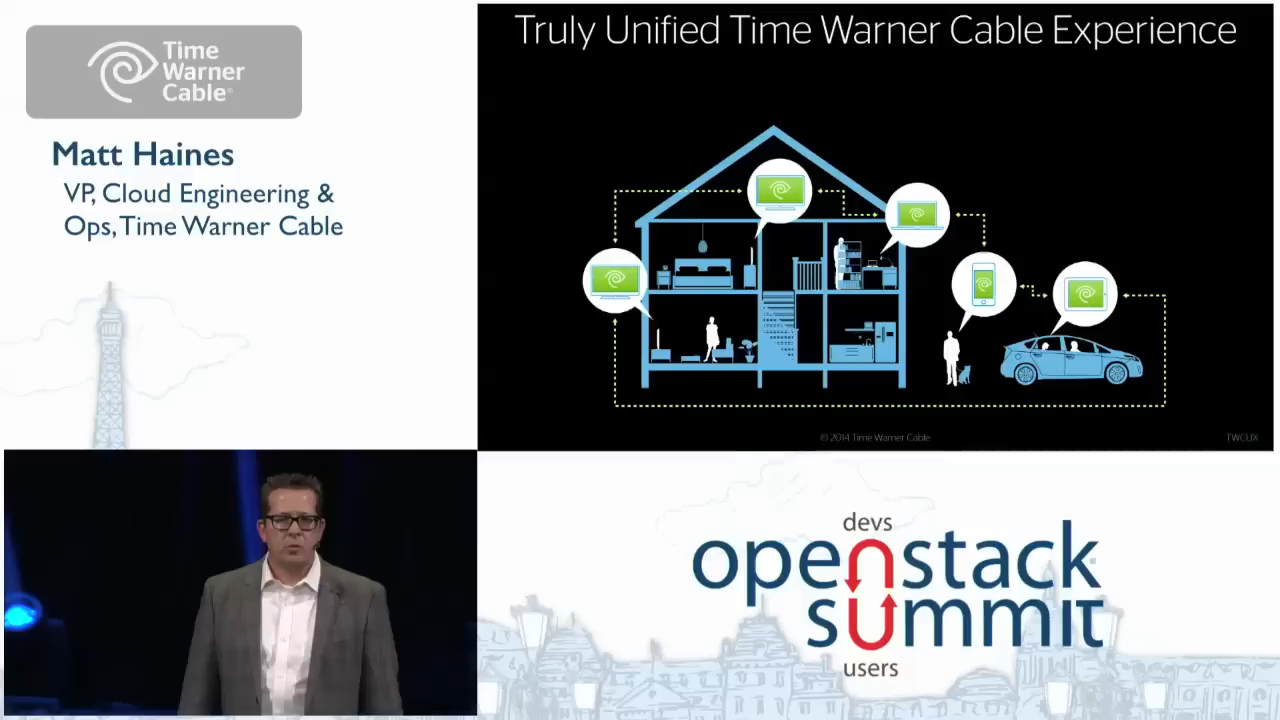 Time
Warner
Cable®
Matt Haines
VP, Cloud Engineering &
Ops, Time Warner Cable
Truly Unified Time Warner Cable Experience
© 2014 Time Warner Cable
TWCUX
devs
openstack
summit
users